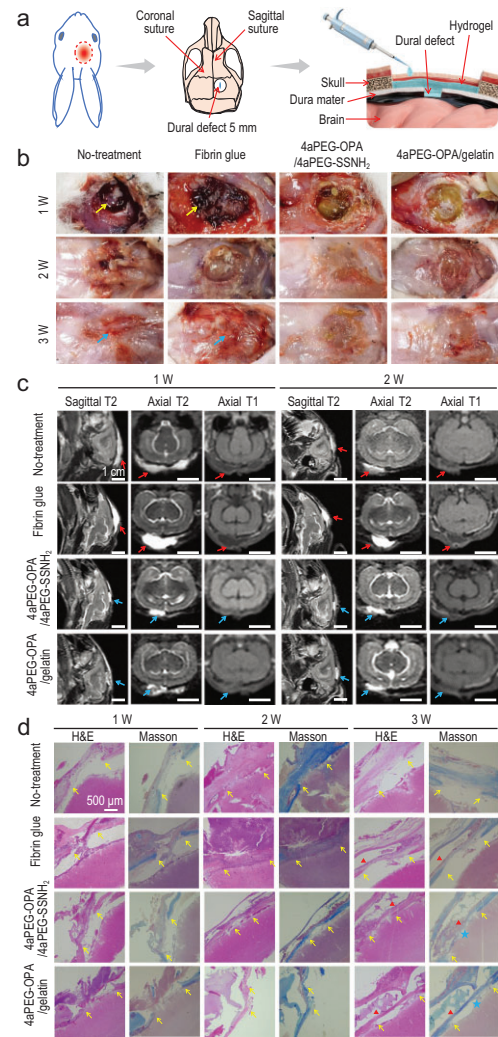 a
Coronal
suture
Sagittal
suture
Dural defect 5 mm
Hydrogel
Dural defect
Skull
Dura mater
Brain
b
No-treatment
Fibrin glue
4aPEG-OPA
/4aPEG-SSNH₂
4aPEG-OPA/gelatin
1 W
2 W
3 W
c
1 W
2 W
Sagittal T2
Axial T2
Axial T1
Sagittal T2
Axial T2
Axial T1
No-treatment
1 cm
Fibrin glue
4aPEG-OPA
/4aPEG-SSNH₂
4aPEG-OPA
/gelatin
d
1 W
2 W
3 W
H&E
Masson
H&E
Masson
H&E
Masson
No-treatment
500 μm
Fibrin glue
4aPEG-OPA
/4aPEG-SSNH₂
4aPEG-OPA
/gelatin